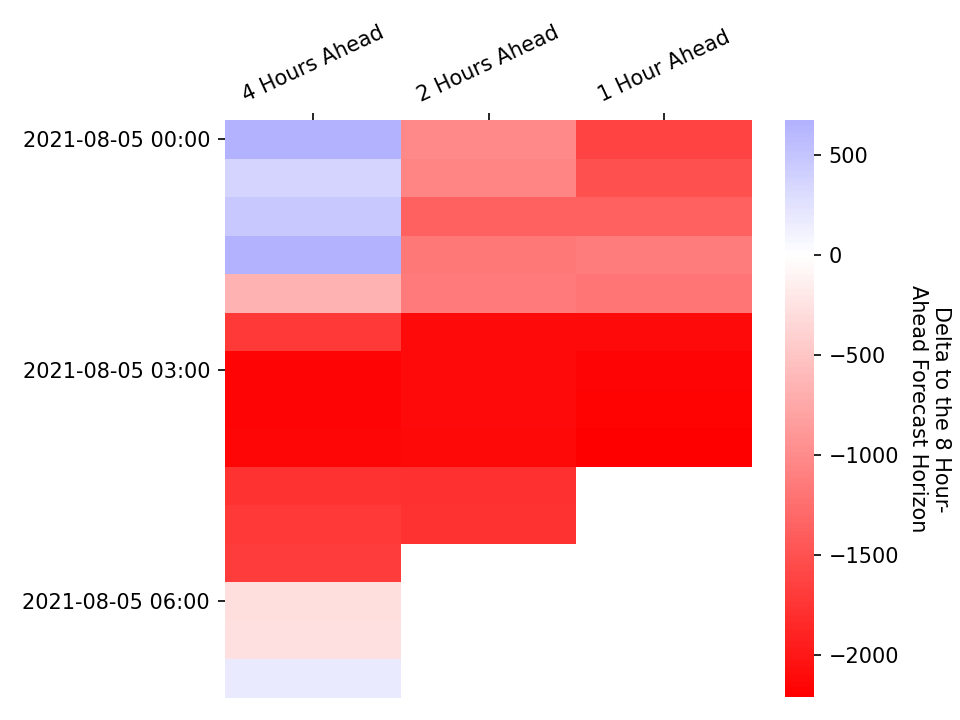 4 Hours Ahead
2 Hours Ahead
1 Hour Ahead
2021-08-05 00:00
2021-08-05 03:00
2021-08-05 06:00
500
0
−500
−1000
−1500
−2000
Delta to the 8 Hour-
Ahead Forecast Horizon